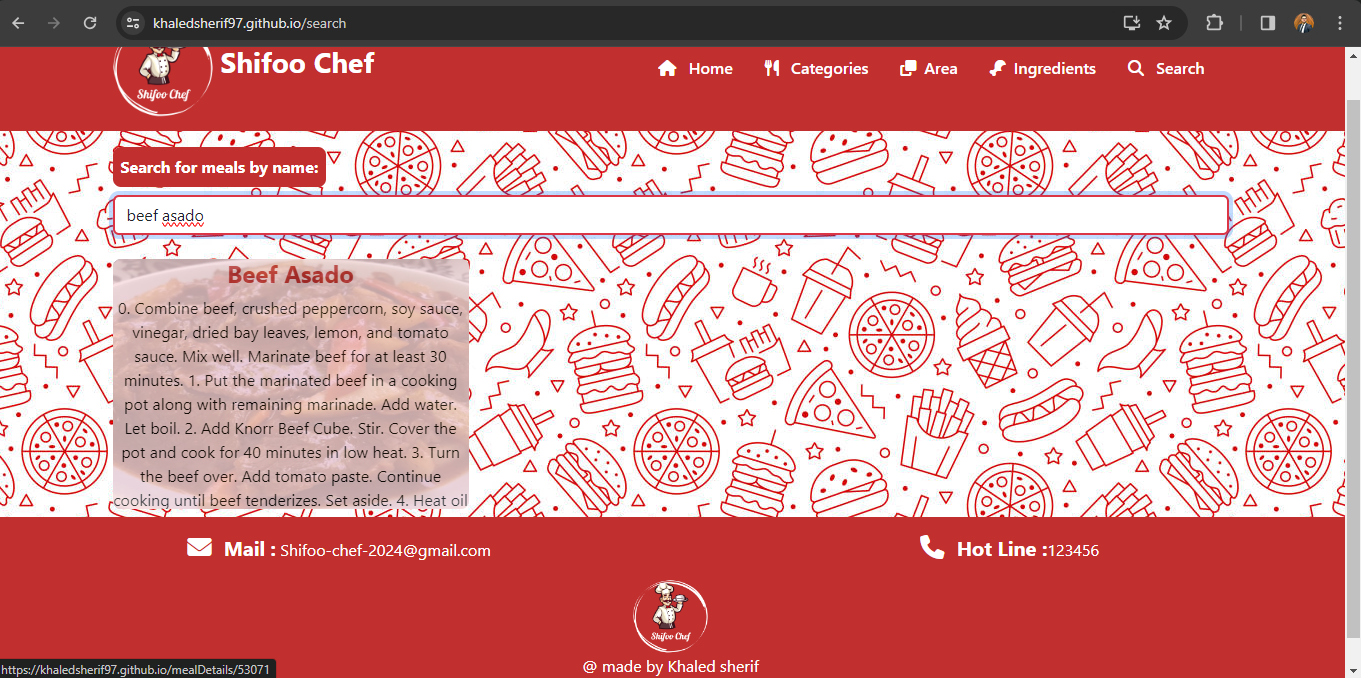 khaledsherif97.github.io/search
Shifoo Chef
Shifoo Chef
Home
Categories
Area
Ingredients
Search
Search for meals by name:
beef asado
Beef Asado
0. Combine beef, crushed peppercorn, soy sauce,
vinegar, dried bay leaves, lemon, and tomato
sauce. Mix well. Marinate beef for at least 30
minutes. 1. Put the marinated beef in a cooking
pot along with remaining marinade. Add water.
Let boil. 2. Add Knorr Beef Cube. Stir. Cover the
pot and cook for 40 minutes in low heat. 3. Turn
the beef over. Add tomato paste. Continue
cooking until beef tenderizes. Set aside. 4. Heat oil
Mail : Shifoo-chef-2024@gmail.com
Hot Line :123456
Shifoo Chef
@ made by Khaled sherif
https://khaledsherif97.github.io/mealDetails/53071